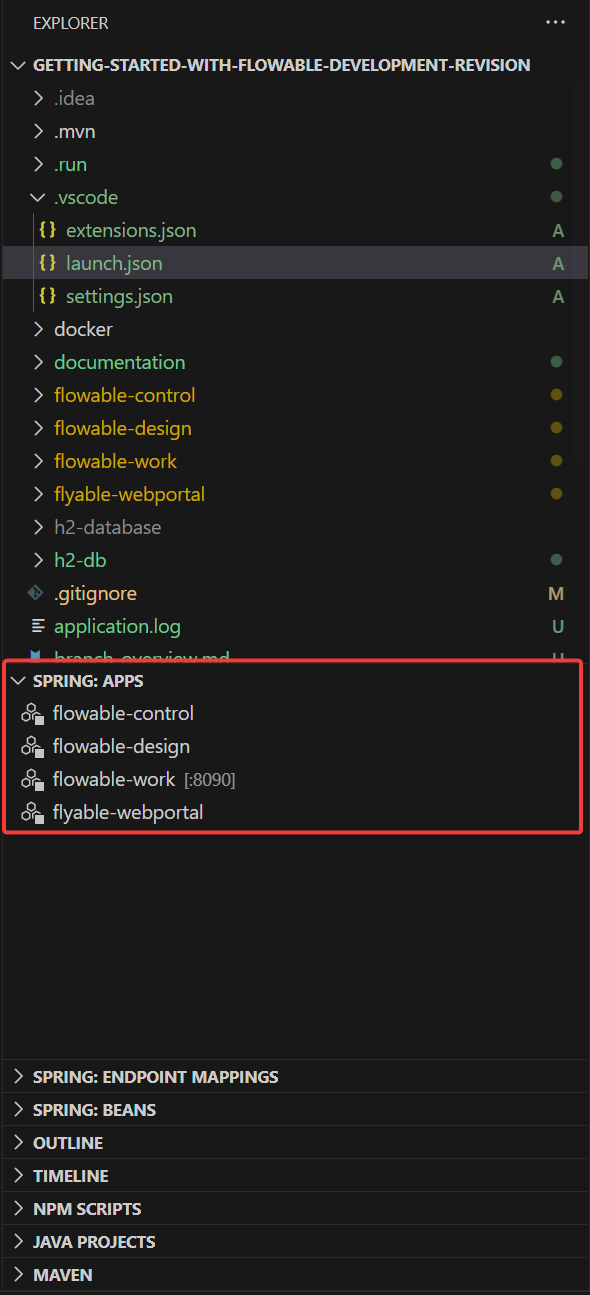 EXPLORER
GETTING-STARTED-WITH-FLOWABLE-DEVELOPMENT-REVISION
.idea
.mvn
.run
.vscode
{} extensions.json A
{} launch.json A
{} settings.json A
docker
documentation
flowable-control
flowable-design
flowable-work
flyable-webportal
h2-database
h2-db
.gitignore M
application.log U
branch_overview.md U
SPRING: APPS
flowable-control
flowable-design
flowable-work [:8090]
flyable-webportal
SPRING: ENDPOINT MAPPINGS
SPRING: BEANS
OUTLINE
TIMELINE
NPM SCRIPTS
JAVA PROJECTS
MAVEN